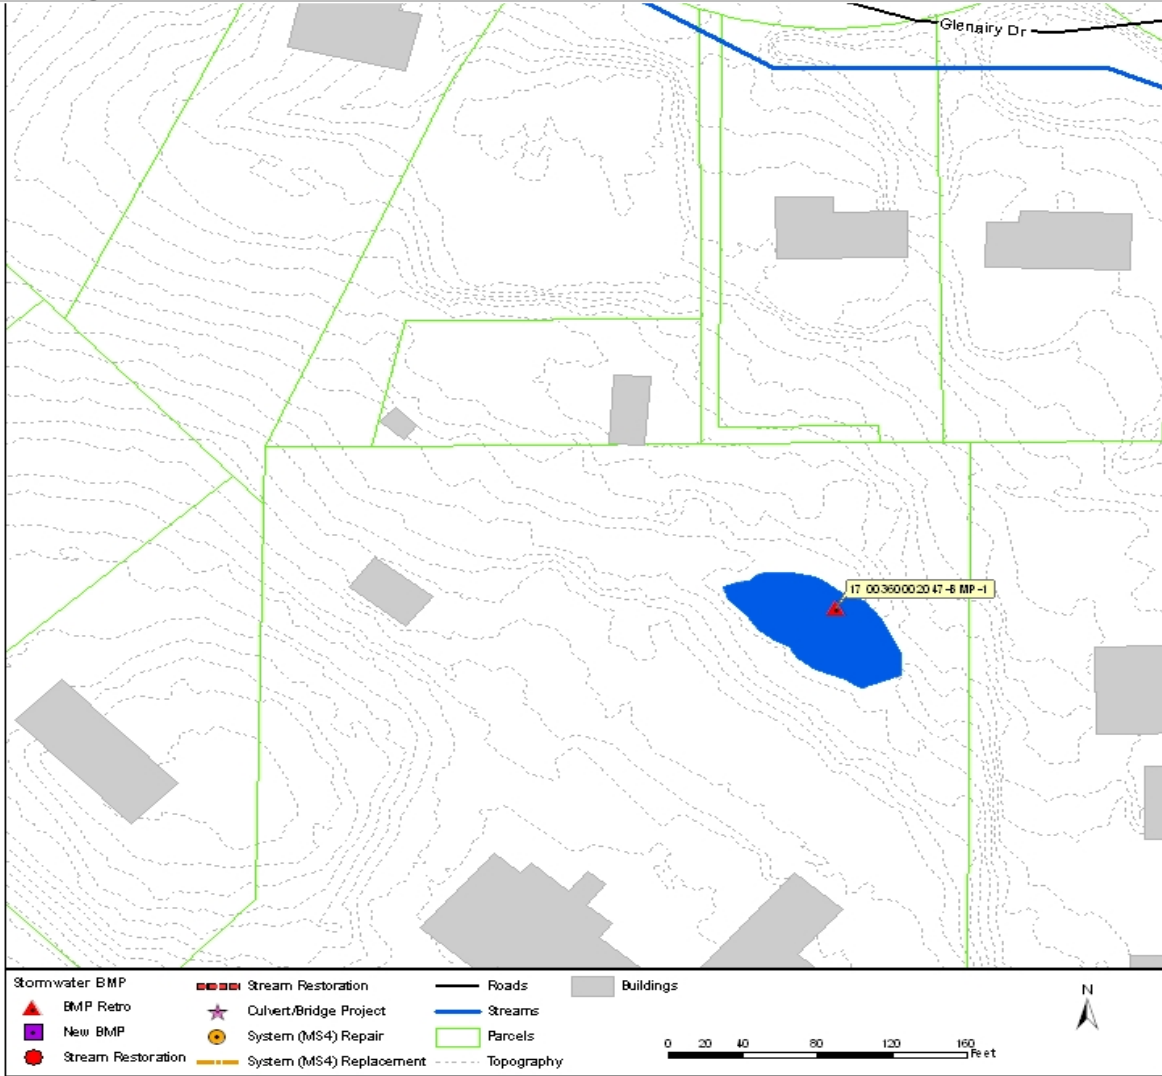 Glenairy Dr
17 00360002047-BMP-1
Stormwater BMP
BMP Retro
New BMP
Stream Restoration
Stream Restoration
Culvert/Bridge Project
System (MS4) Repair
System (MS4) Replacement
Roads
Streams
Parcels
Topography
Buildings
0 20 40 80 120 160
Feet
N